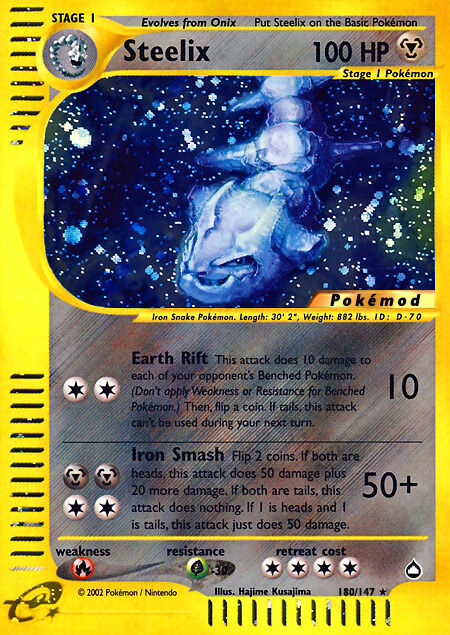 STAGE 1 Evolves from Onix Put Steelix on the Basic Pokémon
Steelix 100 HP
Stage 1 Pokémon
Pokémod
Iron Snake Pokémon. Length: 30' 2", Weight: 882 lbs. ID: D-70
Earth Rift This attack does 10 damage to
each of your opponent's Benched Pokémon.
(Don't apply Weakness or Resistance for Benched
Pokémon.) Then, flip a coin. If tails, this attack
can't be used during your next turn.
10
Iron Smash Flip 2 coins. If both are
heads, this attack does 50 damage plus
20 more damage. If both are tails, this
attack does nothing. If 1 is heads and 1
is tails, this attack just does 50 damage.
50+
weakness resistance retreat cost
-30
© 2002 Pokémon / Nintendo Illus. Hajime Kusajima 180/147 ★